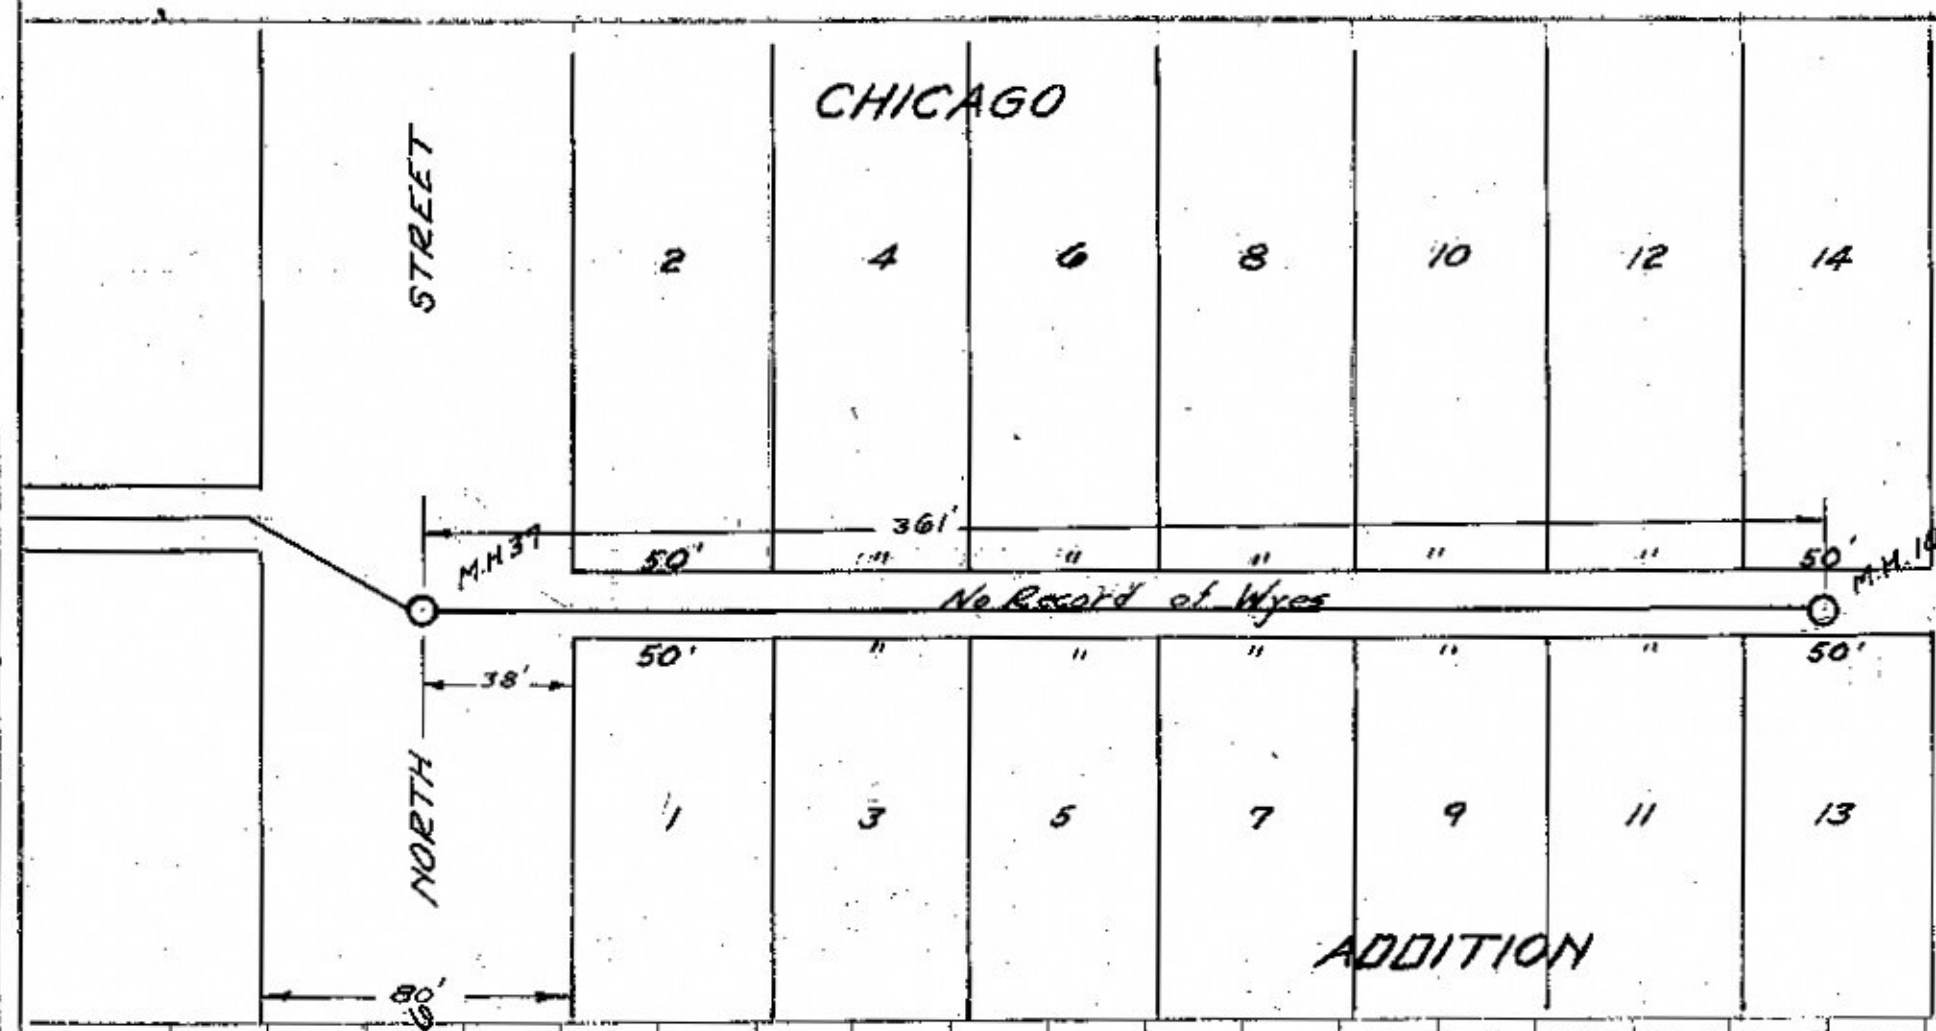 CHICAGO
STREET
2 4 6 8 10 12 14
361'
M.H 37
50' " " " " " 50'
M.H. 10
No Record of Wyes
50' " " " " " 50'
38'
NORTH
1 3 5 7 9 11 13
ADDITION
80'